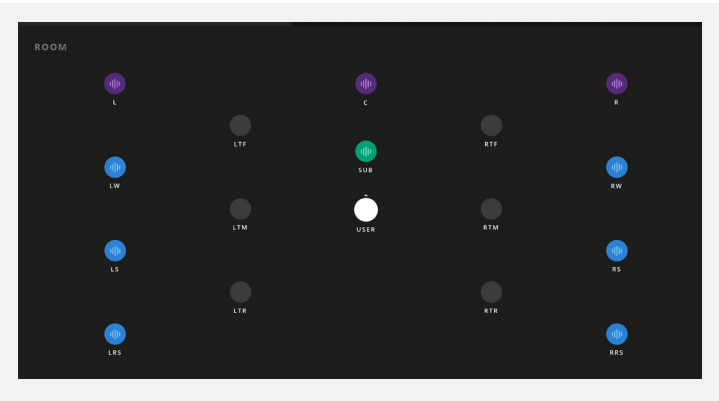 ROOM
L C R
LTF RTF
SUB
LW RW
LTM USER RTM
LS RS
LTR RTR
LRS RRS